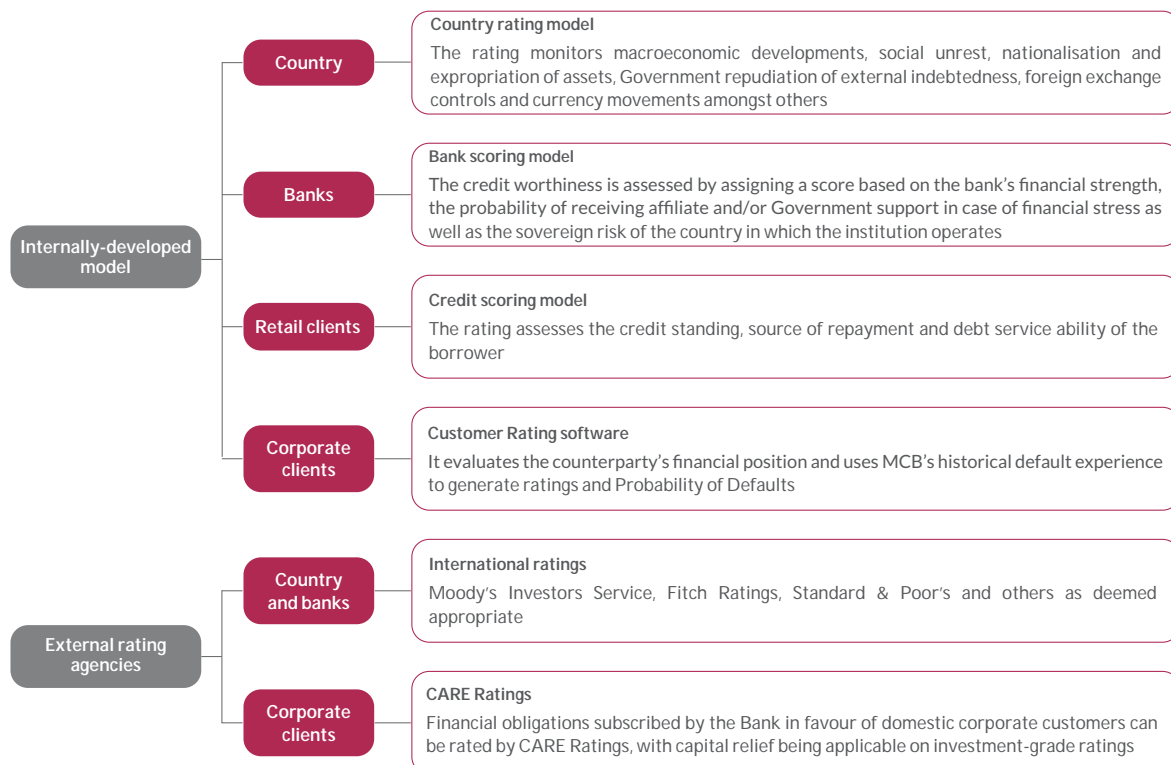 Country rating model
Country
The rating monitors macroeconomic developments, social unrest, nationalisation and
expropriation of assets, Government repudiation of external indebtedness, foreign exchange
controls and currency movements amongst others
Bank scoring model
Banks
The credit worthiness is assessed by assigning a score based on the bank's financial strength,
the probability of receiving affiliate and/or Government support in case of financial stress as
well as the sovereign risk of the country in which the institution operates
Internally-developed
model
Credit scoring model
Retail clients
The rating assesses the credit standing, source of repayment and debt service ability of the
borrower
Customer Rating software
Corporate
clients
It evaluates the counterparty's financial position and uses MCB's historical default experience
to generate ratings and Probability of Defaults
International ratings
Country
and banks
Moody's Investors Service, Fitch Ratings, Standard & Poor's and others as deemed
appropriate
External rating
agencies
CARE Ratings
Corporate
clients
Financial obligations subscribed by the Bank in favour of domestic corporate customers can
be rated by CARE Ratings, with capital relief being applicable on investment-grade ratings